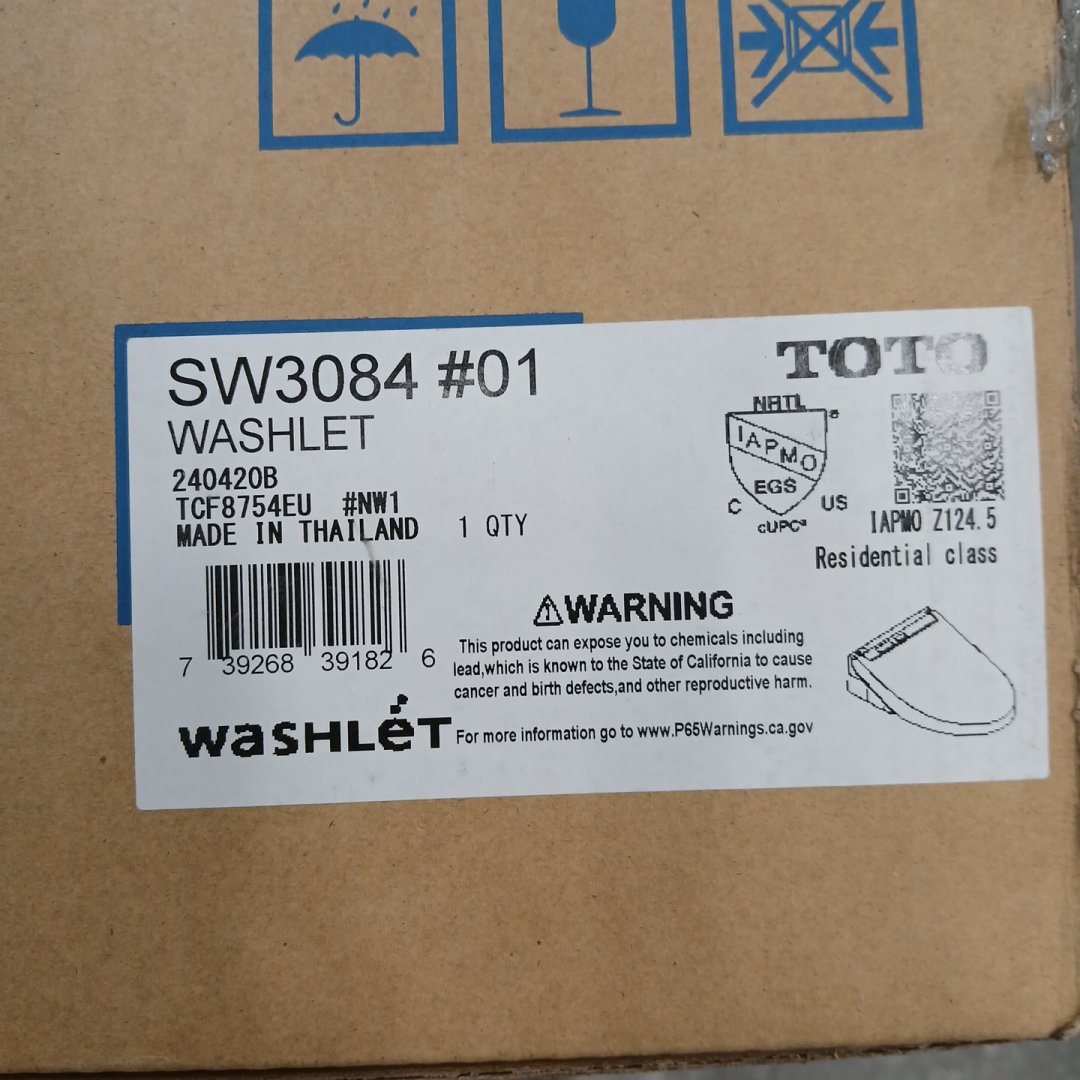 SW3084 #01
WASHLET
240420B
TCF8754EU #NW1
MADE IN THAILAND 1 QTY
7 39268 39182 6
WASHLET
TOTO
NRTL
®
IAPMO
EGS
C US
cUPC®
IAPMO Z124.5
Residential class
⚠WARNING
This product can expose you to chemicals including
lead,which is known to the State of California to cause
cancer and birth defects,and other reproductive harm.
For more information go to www.P65Warnings.ca.gov